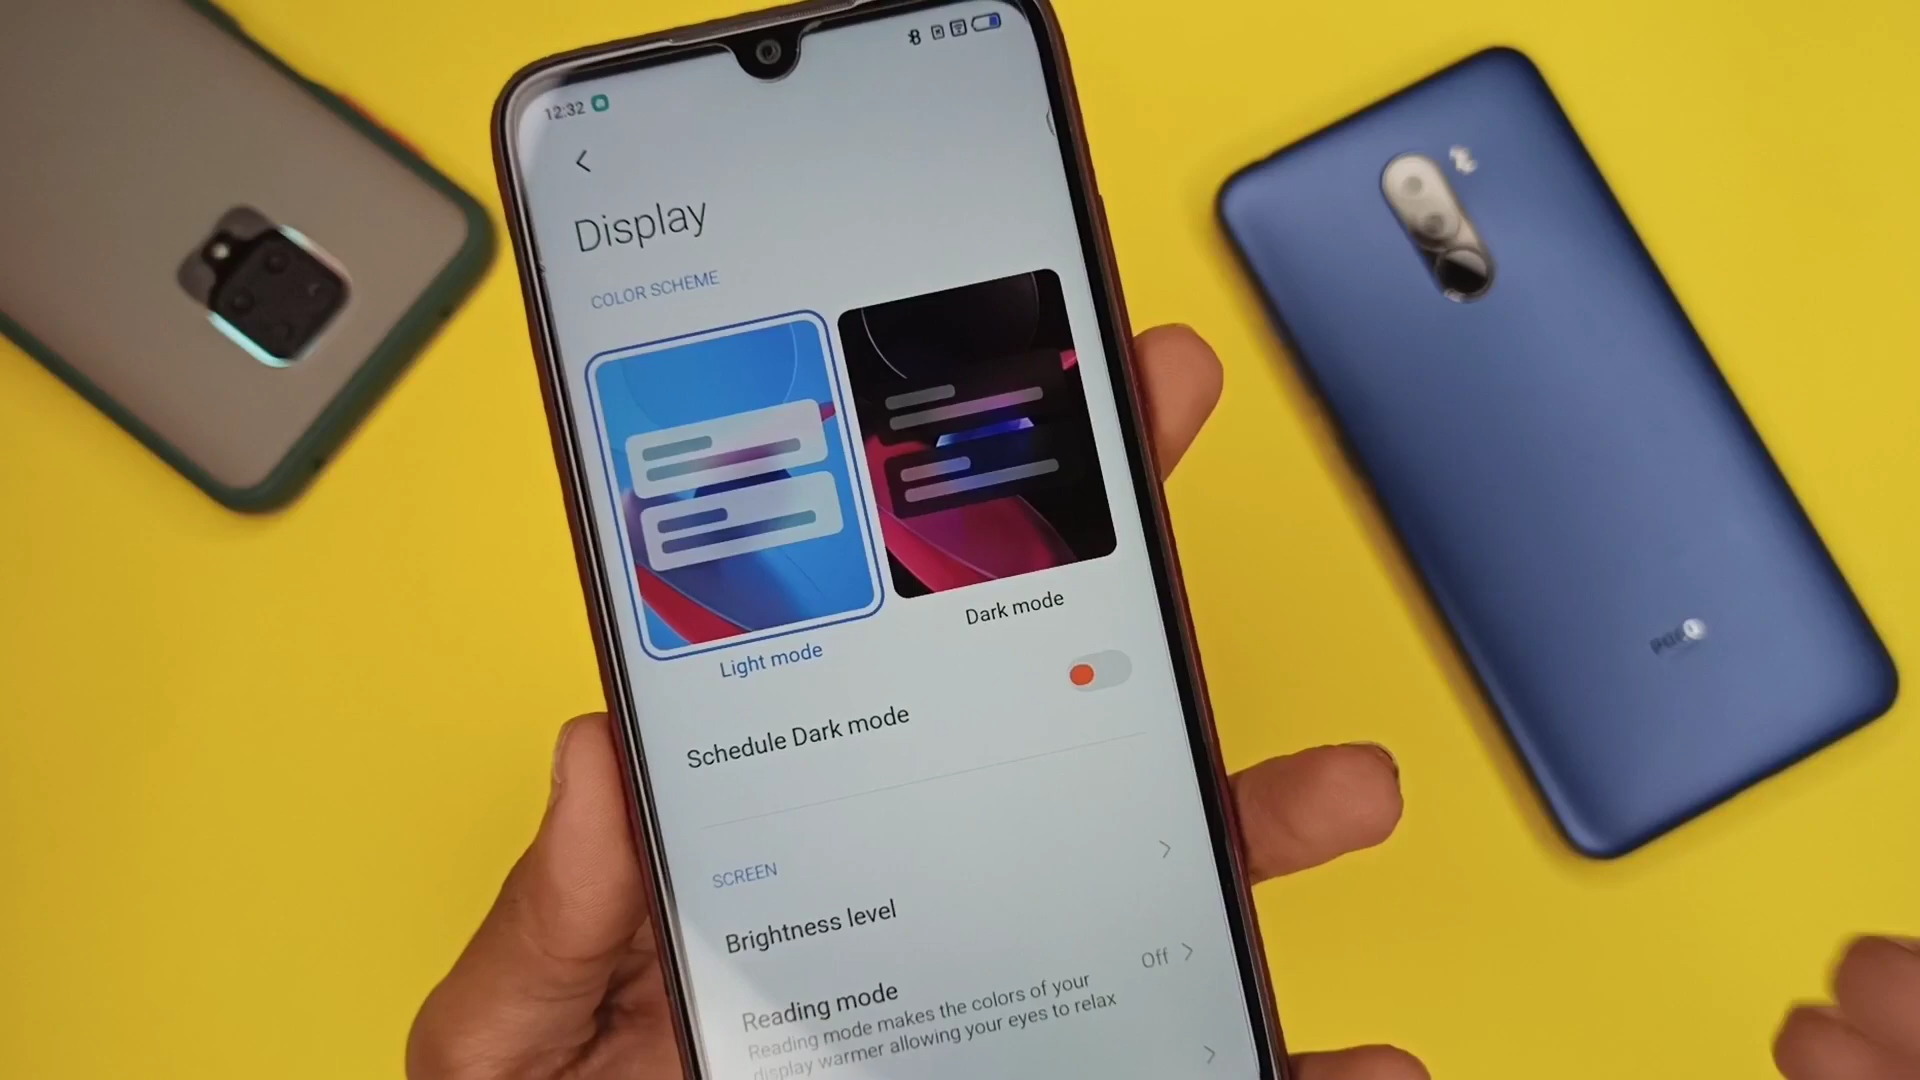 12:32
Display
COLOR SCHEME
Light mode
Dark mode
Schedule Dark mode
SCREEN
Brightness level
Reading mode
Off
Reading mode makes the colors of your
display warmer allowing your eyes to relax